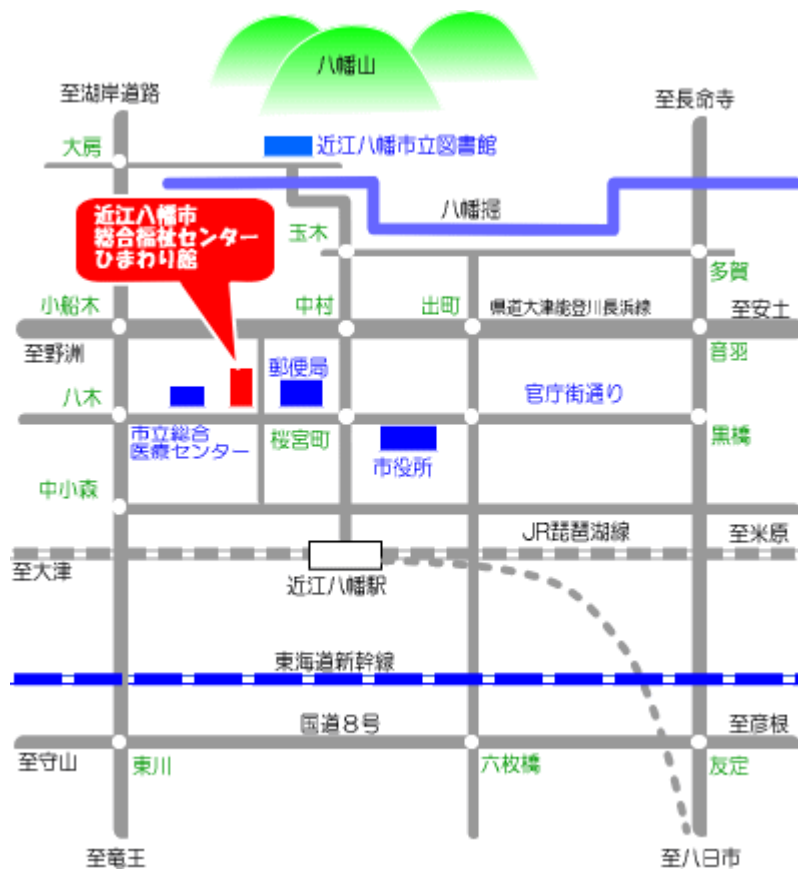 八幡山
至湖岸道路
至長命寺
大房
近江八幡市立図書館
近江八幡市
総合福祉センター
ひまわり館
八幡堀
玉木
多賀
小船木
中村
出町
県道大津能登川長浜線
至安土
至野洲
音羽
郵便局
八木
官庁街通り
市立総合
医療センター
桜宮町
黒橋
市役所
中小森
JR琵琶湖線
至米原
至大津
近江八幡駅
東海道新幹線
国道8号
至彦根
至守山
東川
六枚橋
友定
至竜王
至八日市